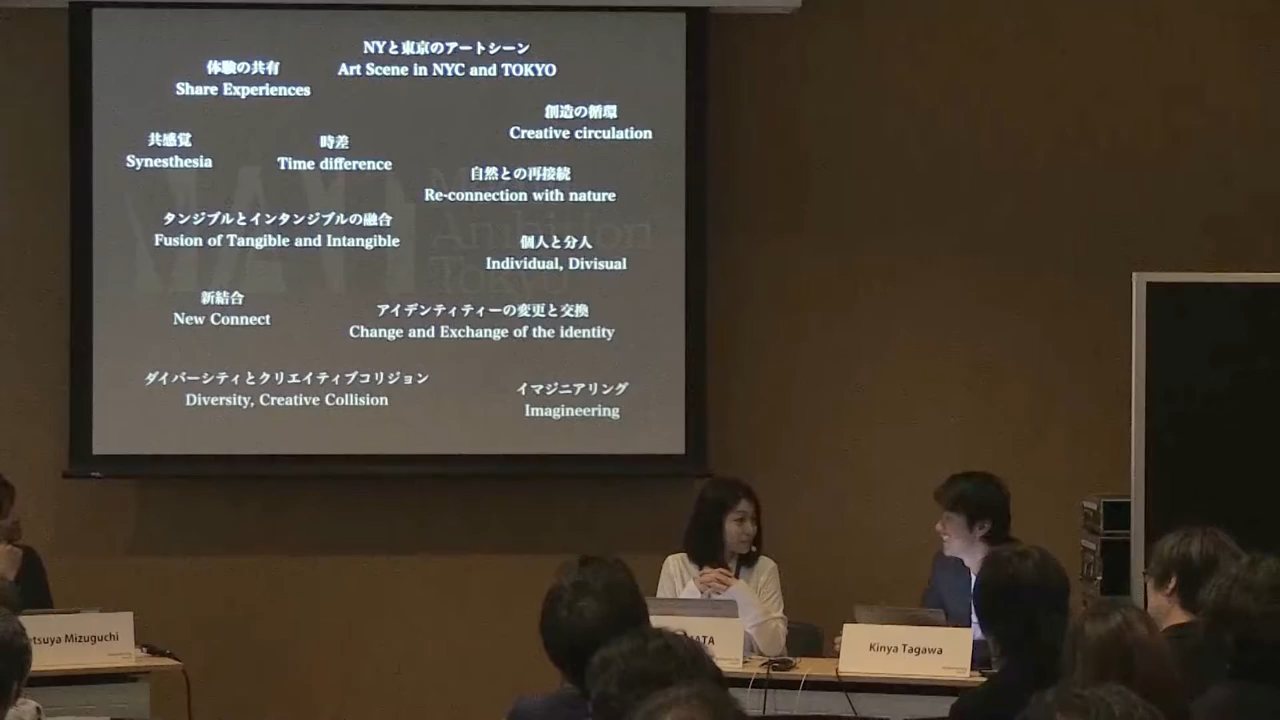 NYと東京のアートシーン
Art Scene in NYC and TOKYO
体験の共有
Share Experiences
創造の循環
Creative circulation
共感覚
Synesthesia
時差
Time difference
自然との再接続
Re-connection with nature
タンジブルとインタンジブルの融合
Fusion of Tangible and Intangible
個人と分人
Individual, Divisual
新結合
New Connect
アイデンティティーの変更と交換
Change and Exchange of the identity
ダイバーシティとクリエイティブコリジョン
Diversity, Creative Collision
イマジニアリング
Imagineering
etsuya Mizuguchi
Kinya Tagawa